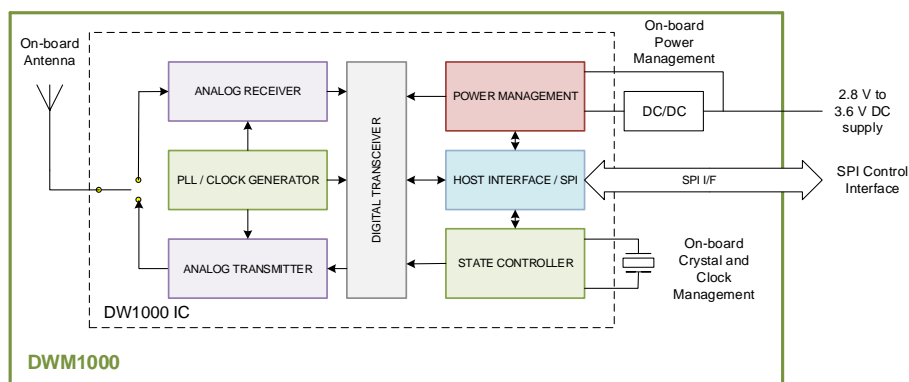 On-board
Antenna
ANALOG RECEIVER
PLL / CLOCK GENERATOR
ANALOG TRANSMITTER
DIGITAL TRANSCEIVER
POWER MANAGEMENT
HOST INTERFACE / SPI
STATE CONTROLLER
DW1000 IC
On-board
Power
Management
DC/DC
2.8 V to
3.6 V DC
supply
SPI I/F
SPI Control
Interface
On-board
Crystal and
Clock
Management
DWM1000